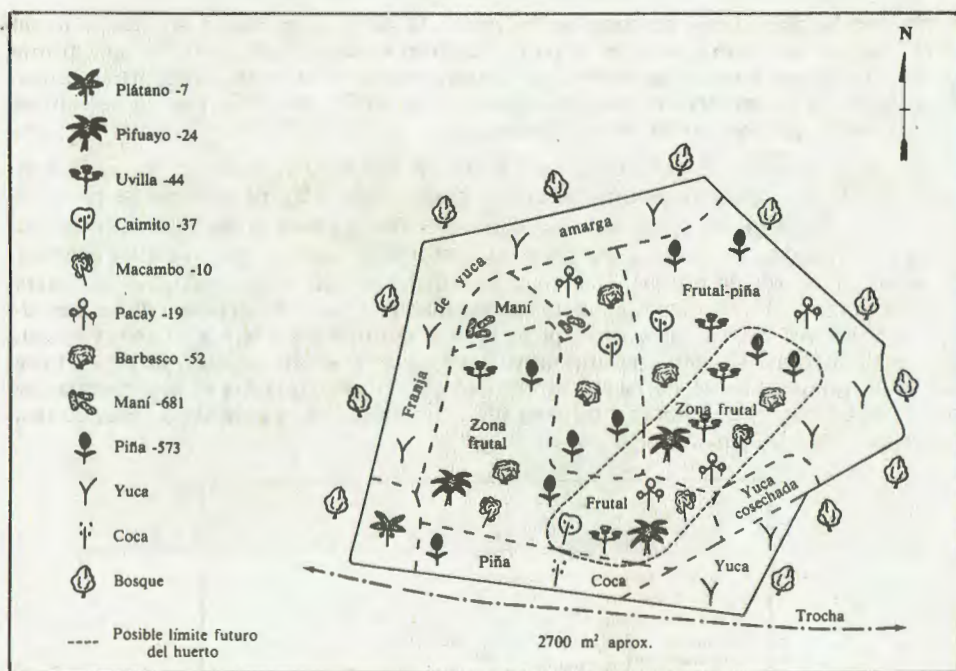 N
Plátano -7
Pifuayo -24
Uvilla -44
Caimito -37
Macambo -10
Pacáy -19
Barbasco -52
Maní -681
Piña -573
Yuca
Coca
Bosque
Posible límite futuro
del huerto
Franja de yuca amarga
Maní
Frutal-piña
Zona
frutal
Zona frutal
Frutal
Yuca
cosechada
Piña
Coca
Yuca
Trocha
2700 m² aprox.